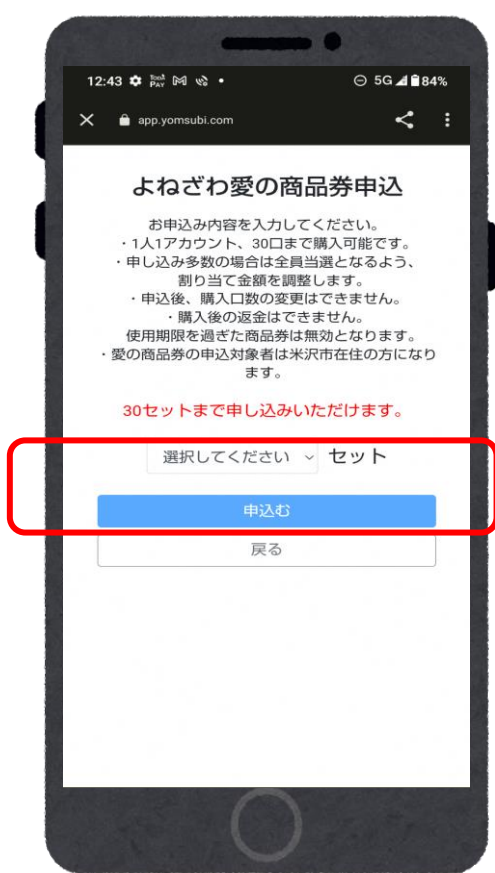 12:43 Tool PAY 5G 84%
app.yomsubi.com
よねざわ愛の商品券申込
お申込み内容を入力してください。
・1人1アカウント、30口まで購入可能です。
・申し込み多数の場合は全員当選となるよう、
割り当て金額を調整します。
・申込後、購入口数の変更はできません。
・購入後の返金はできません。
使用期限を過ぎた商品券は無効となります。
・愛の商品券の申込対象者は米沢市在住の方になり
ます。
30セットまで申し込みいただけます。
選択してください セット
申込む
戻る